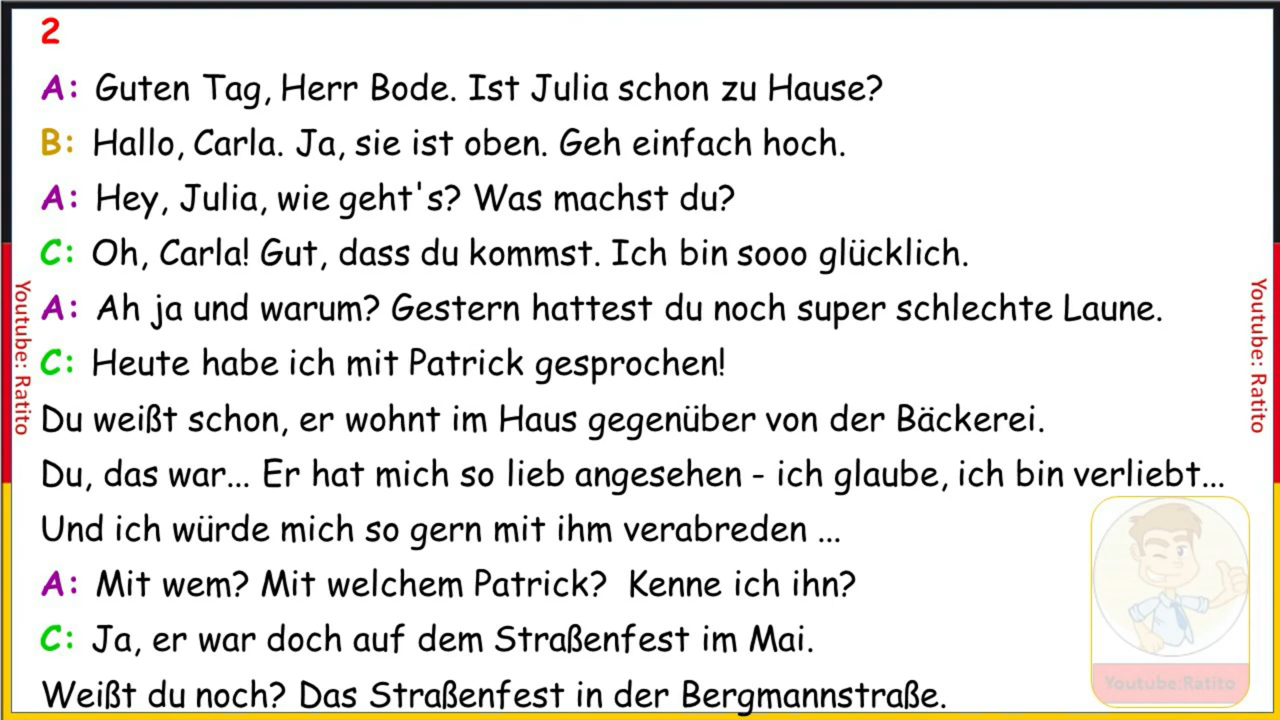 2
A: Guten Tag, Herr Bode. Ist Julia schon zu Hause?
B: Hallo, Carla. Ja, sie ist oben. Geh einfach hoch.
A: Hey, Julia, wie geht's? Was machst du?
C: Oh, Carla! Gut, dass du kommst. Ich bin sooo glücklich.
A: Ah ja und warum? Gestern hattest du noch super schlechte Laune.
C: Heute habe ich mit Patrick gesprochen!
Du weißt schon, er wohnt im Haus gegenüber von der Bäckerei.
Du, das war... Er hat mich so lieb angesehen - ich glaube, ich bin verliebt...
Und ich würde mich so gern mit ihm verabreden ...
A: Mit wem? Mit welchem Patrick? Kenne ich ihn?
C: Ja, er war doch auf dem Straßenfest im Mai.
Weißt du noch? Das Straßenfest in der Bergmannstraße.
Youtube: Ratito
Youtube: Ratito
Youtube:Ratito